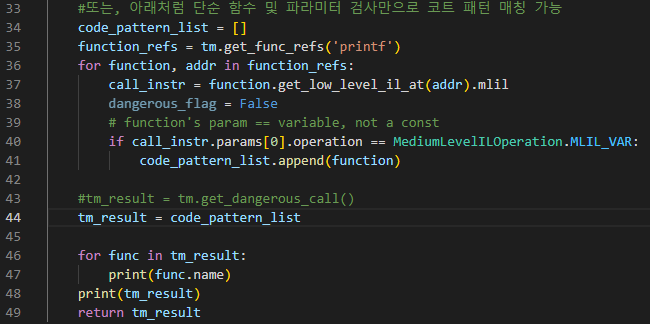 33 #또는, 아래처럼 단순 함수 및 파라미터 검사만으로 코트 패턴 매칭 가능
34 code_pattern_list = []
35 function_refs = tm.get_func_refs('printf')
36 for function, addr in function_refs:
37 call_instr = function.get_low_level_il_at(addr).mlil
38 dangerous_flag = False
39 # function's param == variable, not a const
40 if call_instr.params[0].operation == MediumLevelILOperation.MLIL_VAR:
41 code_pattern_list.append(function)
42
43 #tm_result = tm.get_dangerous_call()
44 tm_result = code_pattern_list
45
46 for func in tm_result:
47 print(func.name)
48 print(tm_result)
49 return tm_result